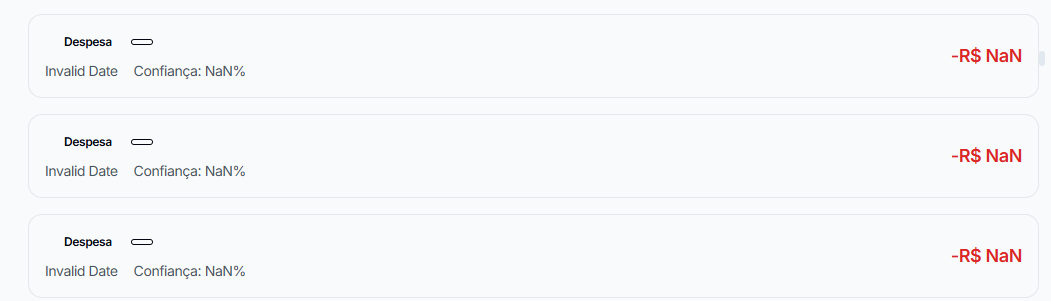 Despesa
-R$ NaN
Invalid Date Confiança: NaN%
Despesa
-R$ NaN
Invalid Date Confiança: NaN%
Despesa
-R$ NaN
Invalid Date Confiança: NaN%